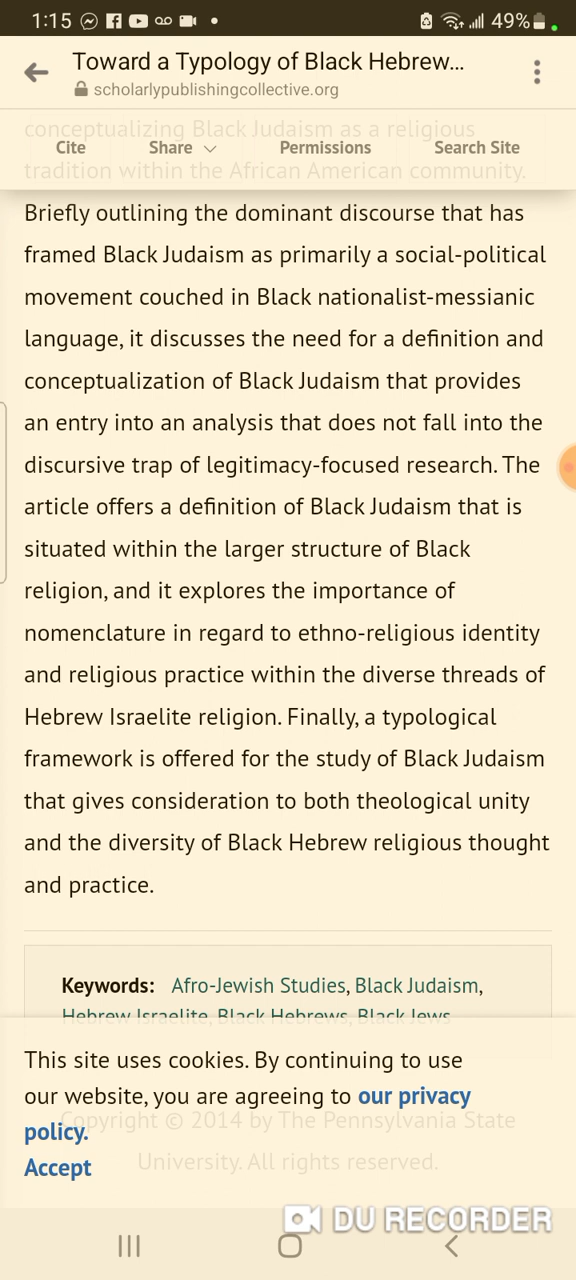 1:15
49%
Toward a Typology of Black Hebrew...
scholarlypublishingcollective.org
conceptualizing Black Judaism as a religious
Cite Share Permissions Search Site
tradition within the African American community.
Briefly outlining the dominant discourse that has
framed Black Judaism as primarily a social-political
movement couched in Black nationalist-messianic
language, it discusses the need for a definition and
conceptualization of Black Judaism that provides
an entry into an analysis that does not fall into the
discursive trap of legitimacy-focused research. The
article offers a definition of Black Judaism that is
situated within the larger structure of Black
religion, and it explores the importance of
nomenclature in regard to ethno-religious identity
and religious practice within the diverse threads of
Hebrew Israelite religion. Finally, a typological
framework is offered for the study of Black Judaism
that gives consideration to both theological unity
and the diversity of Black Hebrew religious thought
and practice.
Keywords: Afro-Jewish Studies, Black Judaism,
Hebrew Israelite, Black Hebrews, Black Jews
This site uses cookies. By continuing to use
our website, you are agreeing to our privacy
Copyright © 2014 by The Pennsylvania State
policy.
University. All rights reserved.
Accept
DU RECORDER